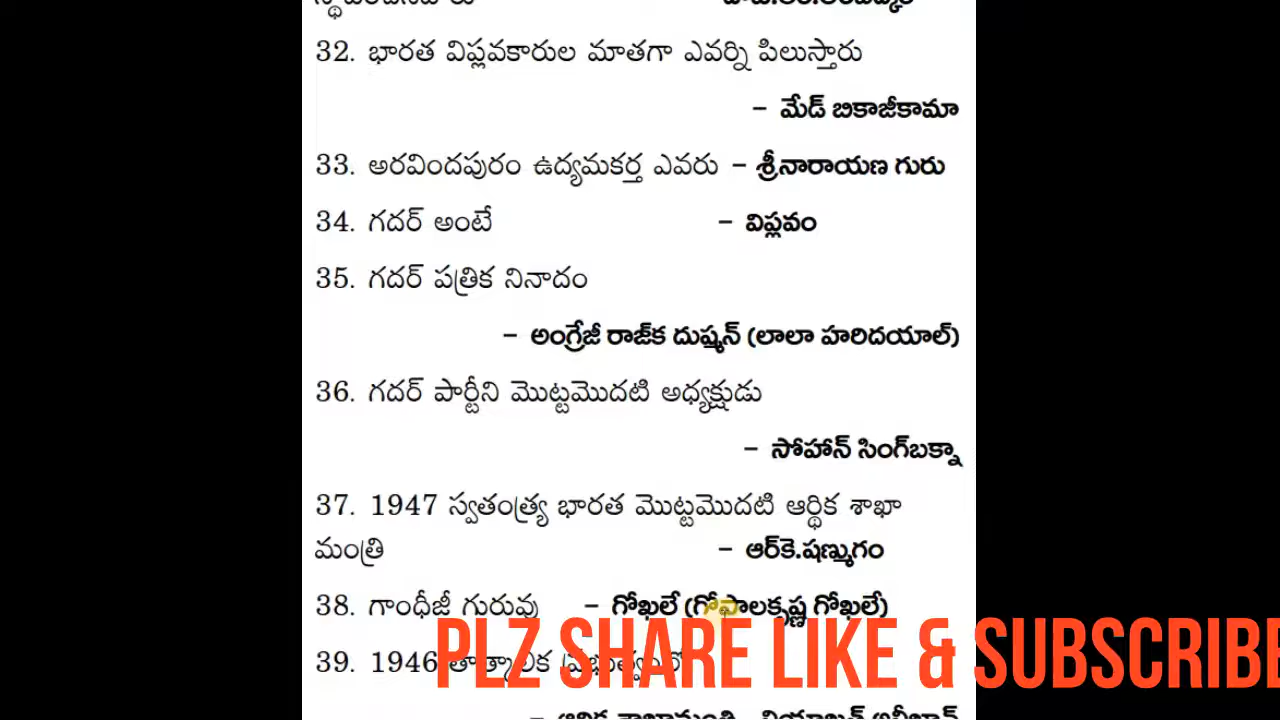 32. భారత విప్లవకారుల మాతగా ఎవర్ని పిలుస్తారు
– మేడ్ బికాజీకామా
33. అరవిందపురం ఉద్యమకర్త ఎవరు – శ్రీనారాయణ గురు
34. గదర్ అంటే – విప్లవం
35. గదర్ పత్రిక నినాదం
– అంగ్రేజీ రాజ్‌క దుష్మన్ (లాలా హరిదయాల్)
36. గదర్ పార్టీని మొట్టమొదటి అధ్యక్షుడు
– సోహాన్ సింగ్‌బక్నా
37. 1947 స్వతంత్ర్య భారత మొట్టమొదటి ఆర్థిక శాఖా
మంత్రి – ఆర్‌కె.షణ్ముగం
38. గాంధీజీ గురువు – గోఖలే (గోపాలకృష్ణ గోఖలే)
PLZ SHARE LIKE & SUBSCRIBE
39. 1946